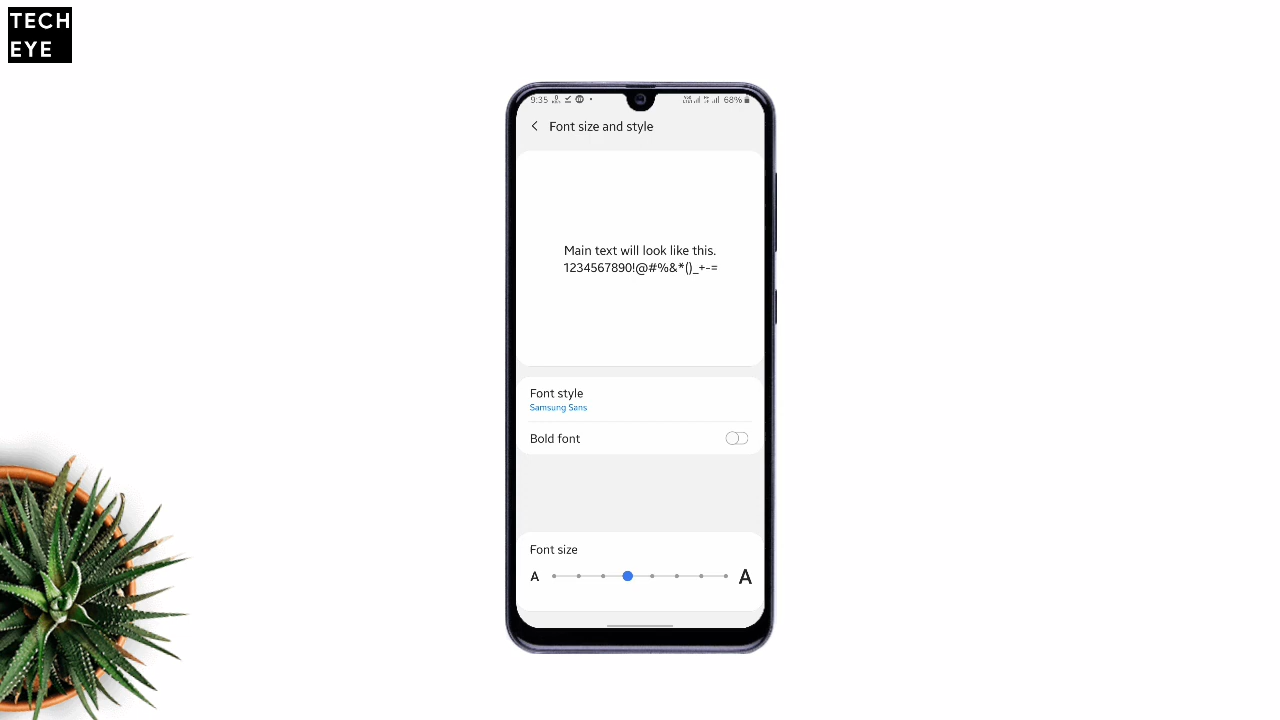 TECH
EYE
9:35 68%
Font size and style
Main text will look like this.
1234567890!@#%&*()_+-=
Font style
Samsung Sans
Bold font
Font size
A A